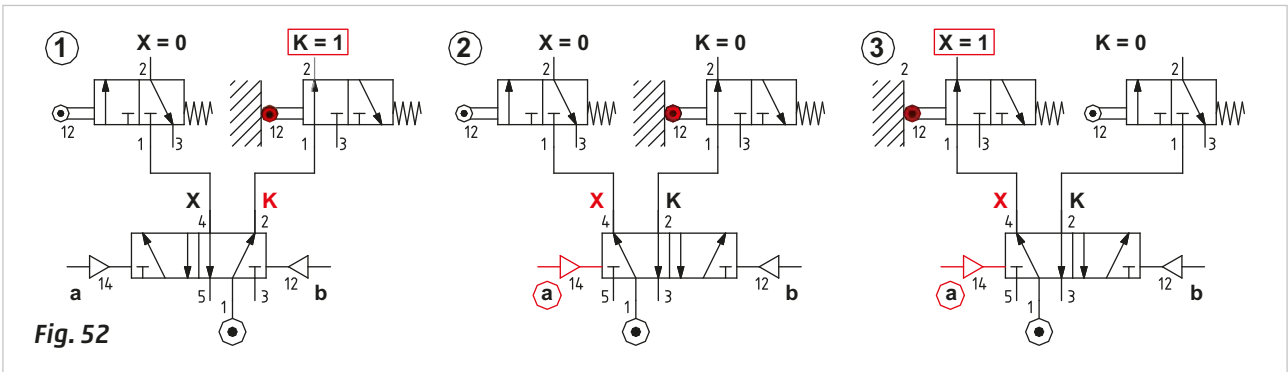 1 X = 0 K = 1
2 2
12 12
1 3 1 3
X K
4 2
14 12
a b
5 3
1
2 X = 0 K = 0
2 2
12 12
1 3 1 3
X K
4 2
14 12
a b
5 3
1
3 X = 1 K = 0
2 2
12 12
1 3 1 3
X K
4 2
14 12
a b
5 3
1
Fig. 52